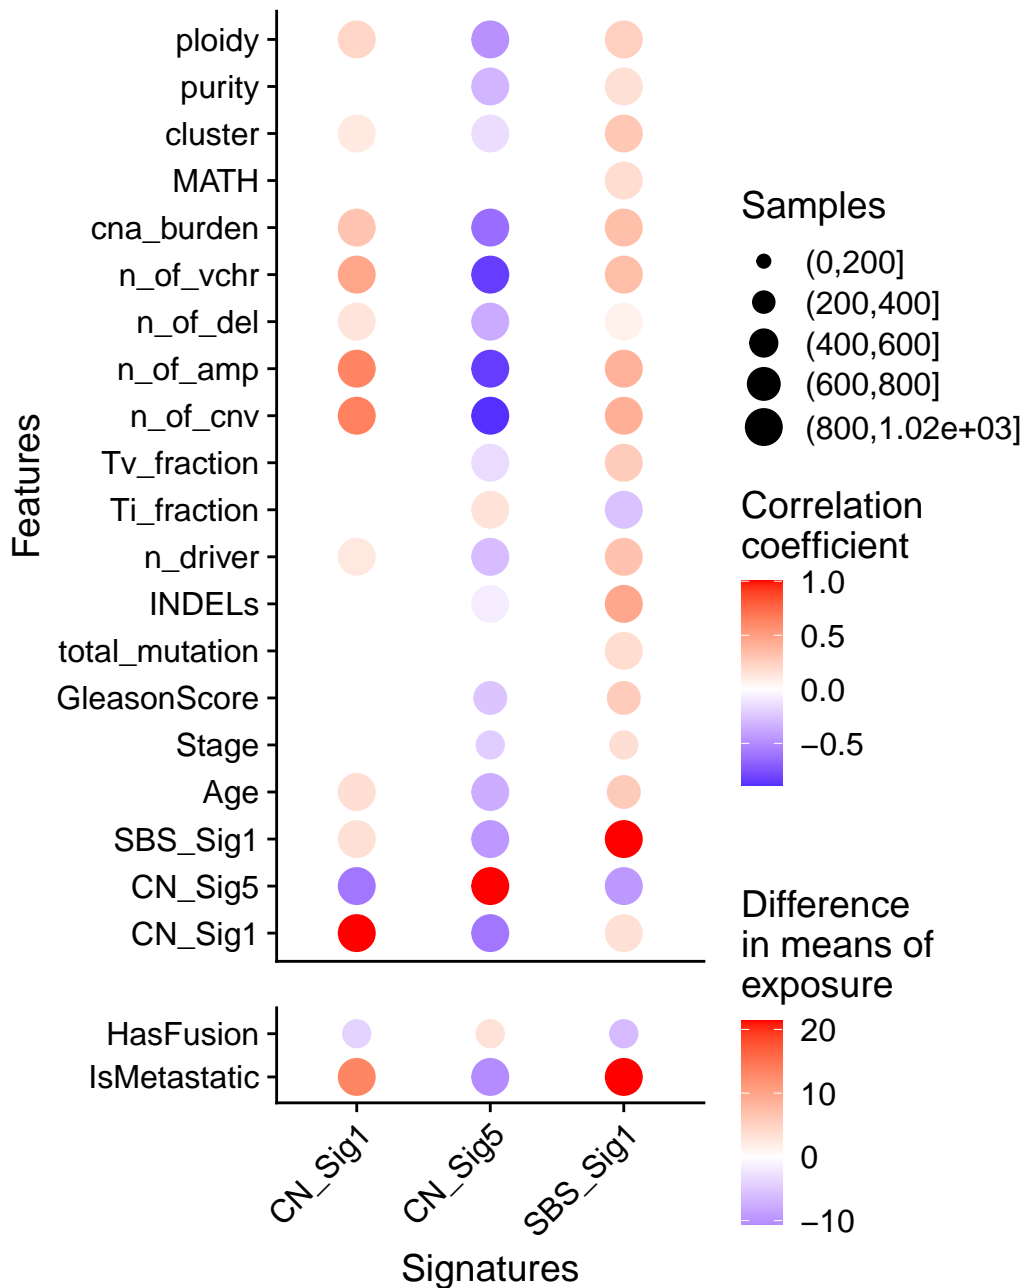 ploidy
purity
cluster
MATH
cna_burden
n_of_vchr
n_of_del
n_of_amp
n_of_cnv
Tv_fraction
Ti_fraction
n_driver
INDELs
total_mutation
GleasonScore
Stage
Age
SBS_Sig1
CN_Sig5
CN_Sig1
Features
HasFusion
IsMetastatic
CN_Sig1
CN_Sig5
SBS_Sig1
Signatures
Samples
(0,200]
(200,400]
(400,600]
(600,800]
(800,1.02e+03]
Correlation
coefficient
1.0
0.5
0.0
−0.5
Difference
in means of
exposure
20
10
0
−10